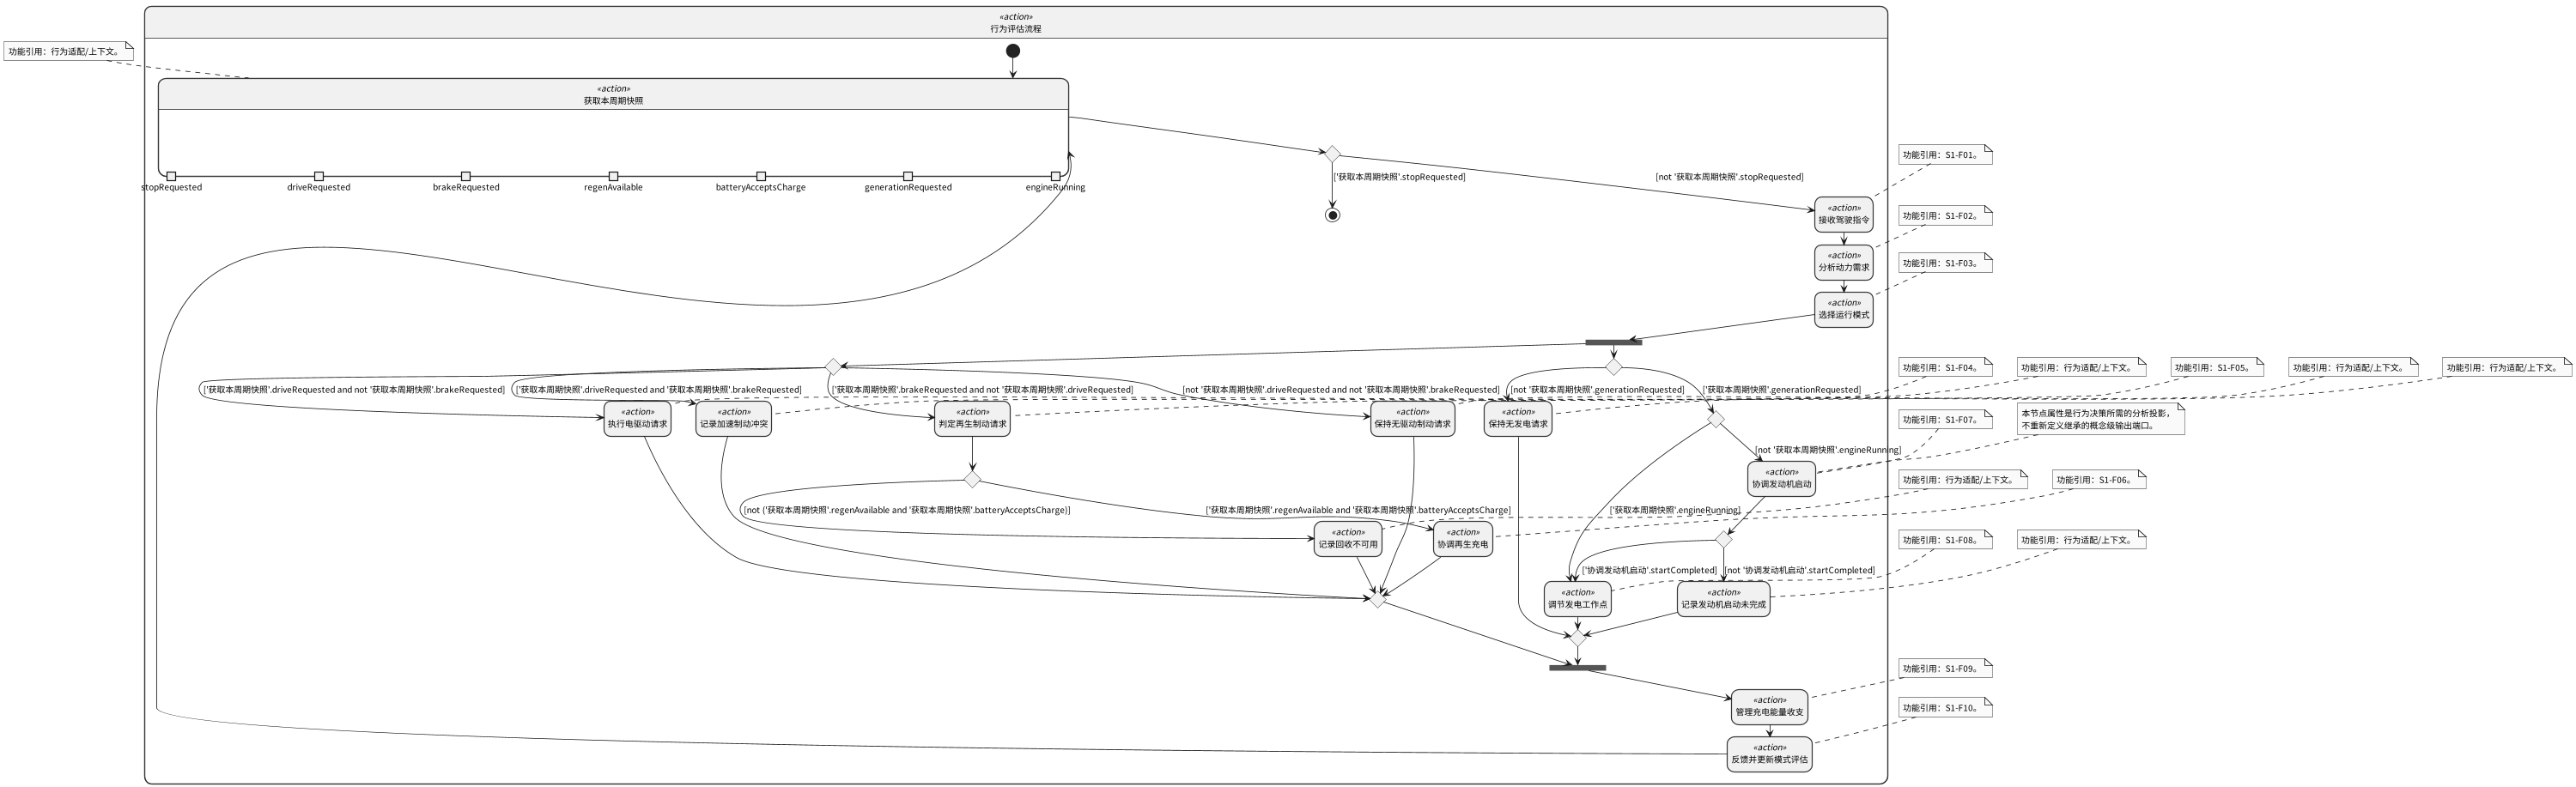 «action»
行为评估流程
功能引用：行为适配/上下文。
«action»
获取本周期快照
stopRequested
driveRequested
brakeRequested
regenAvailable
batteryAcceptsCharge
generationRequested
engineRunning
['获取本周期快照'.stopRequested]
[not '获取本周期快照'.stopRequested]
功能引用：S1-F01。
«action»
接收驾驶指令
功能引用：S1-F02。
«action»
分析动力需求
功能引用：S1-F03。
«action»
选择运行模式
['获取本周期快照'.driveRequested and not '获取本周期快照'.brakeRequested]
['获取本周期快照'.driveRequested and '获取本周期快照'.brakeRequested]
['获取本周期快照'.brakeRequested and not '获取本周期快照'.driveRequested]
[not '获取本周期快照'.driveRequested and not '获取本周期快照'.brakeRequested]
[not '获取本周期快照'.generationRequested]
['获取本周期快照'.generationRequested]
功能引用：S1-F04。
功能引用：行为适配/上下文。
功能引用：S1-F05。
功能引用：行为适配/上下文。
功能引用：行为适配/上下文。
«action»
执行电驱动请求
«action»
记录加速制动冲突
«action»
判定再生制动请求
«action»
保持无驱动制动请求
«action»
保持无发电请求
功能引用：S1-F07。
本节点属性是行为决策所需的分析投影，
不重新定义继承的概念级输出端口。
[not '获取本周期快照'.engineRunning]
«action»
协调发动机启动
功能引用：行为适配/上下文。
功能引用：S1-F06。
[not ('获取本周期快照'.regenAvailable and '获取本周期快照'.batteryAcceptsCharge)]
['获取本周期快照'.regenAvailable and '获取本周期快照'.batteryAcceptsCharge]
['获取本周期快照'.engineRunning]
«action»
记录回收不可用
«action»
协调再生充电
功能引用：S1-F08。
功能引用：行为适配/上下文。
['协调发动机启动'.startCompleted]
[not '协调发动机启动'.startCompleted]
«action»
调节发电工作点
«action»
记录发动机启动未完成
功能引用：S1-F09。
«action»
管理充电能量收支
功能引用：S1-F10。
«action»
反馈并更新模式评估